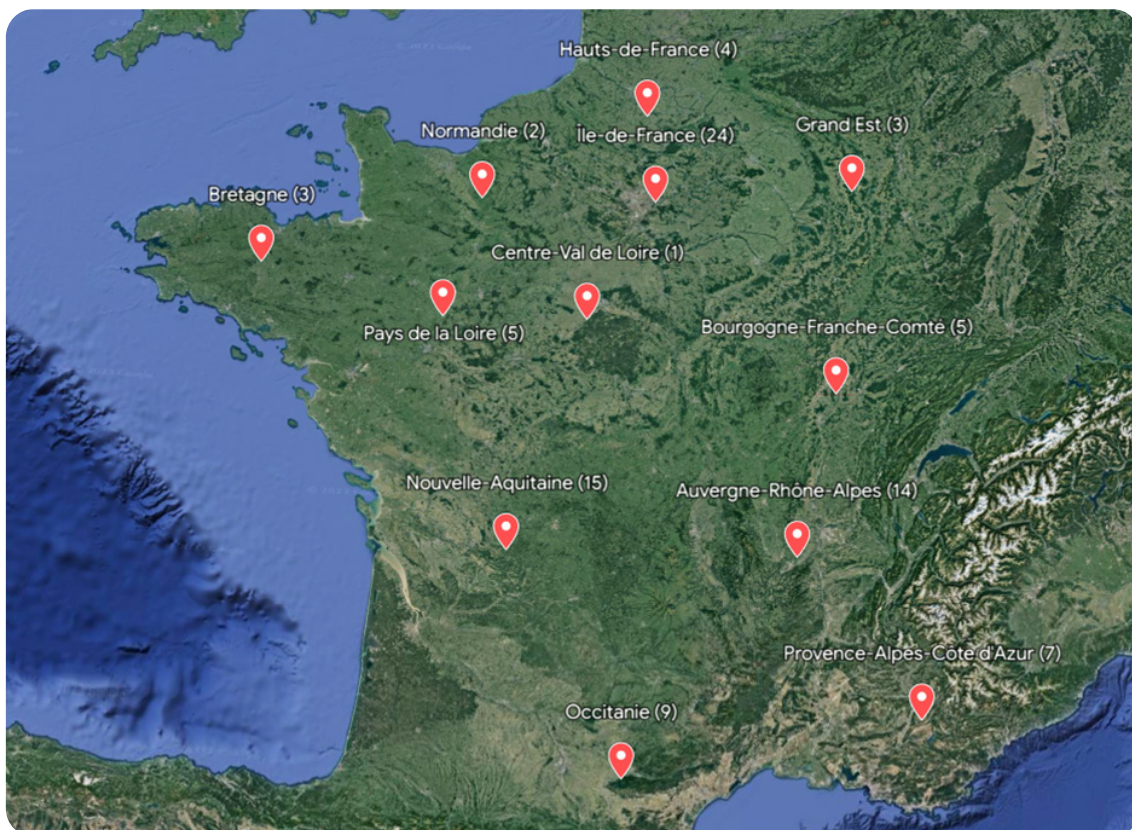 Hauts-de-France (4)
Normandie (2)
Île-de-France (24)
Grand Est (3)
Bretagne (3)
Centre-Val de Loire (1)
Pays de la Loire (5)
Bourgogne-Franche-Comté (5)
Nouvelle-Aquitaine (15)
Auvergne-Rhône-Alpes (14)
Provence-Alpes-Côte d'Azur (7)
Occitanie (9)